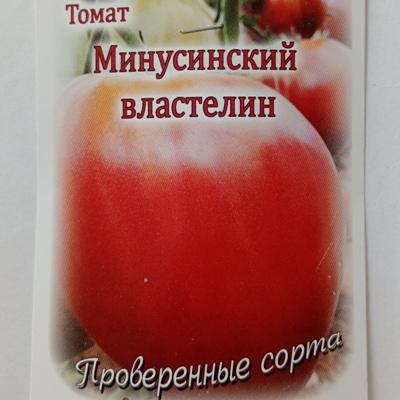 Томат
Минусинский
властелин
Проверенные сорта